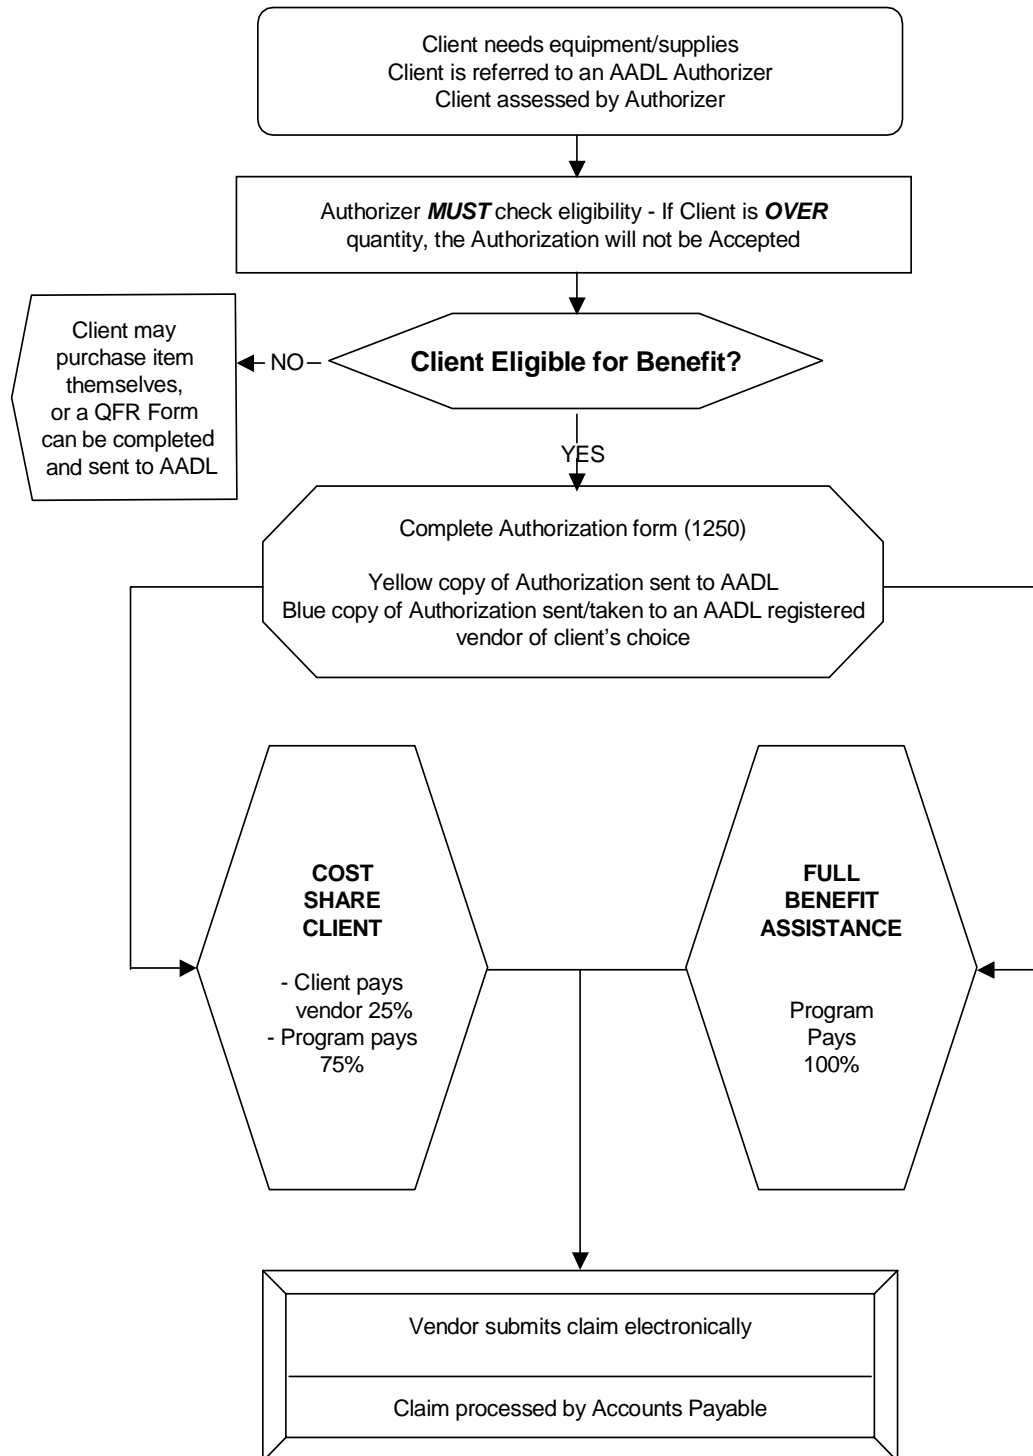 Client needs equipment/supplies
Client is referred to an AADL Authorizer
Client assessed by Authorizer
Authorizer MUST check eligibility - If Client is OVER
quantity, the Authorization will not be Accepted
Client Eligible for Benefit?
NO
Client may
purchase item
themselves,
or a QFR Form
can be completed
and sent to AADL
YES
Complete Authorization form (1250)
Yellow copy of Authorization sent to AADL
Blue copy of Authorization sent/taken to an AADL registered
vendor of client's choice
COST
SHARE
CLIENT
- Client pays
vendor 25%
- Program pays
75%
FULL
BENEFIT
ASSISTANCE
Program
Pays
100%
Vendor submits claim electronically
Claim processed by Accounts Payable